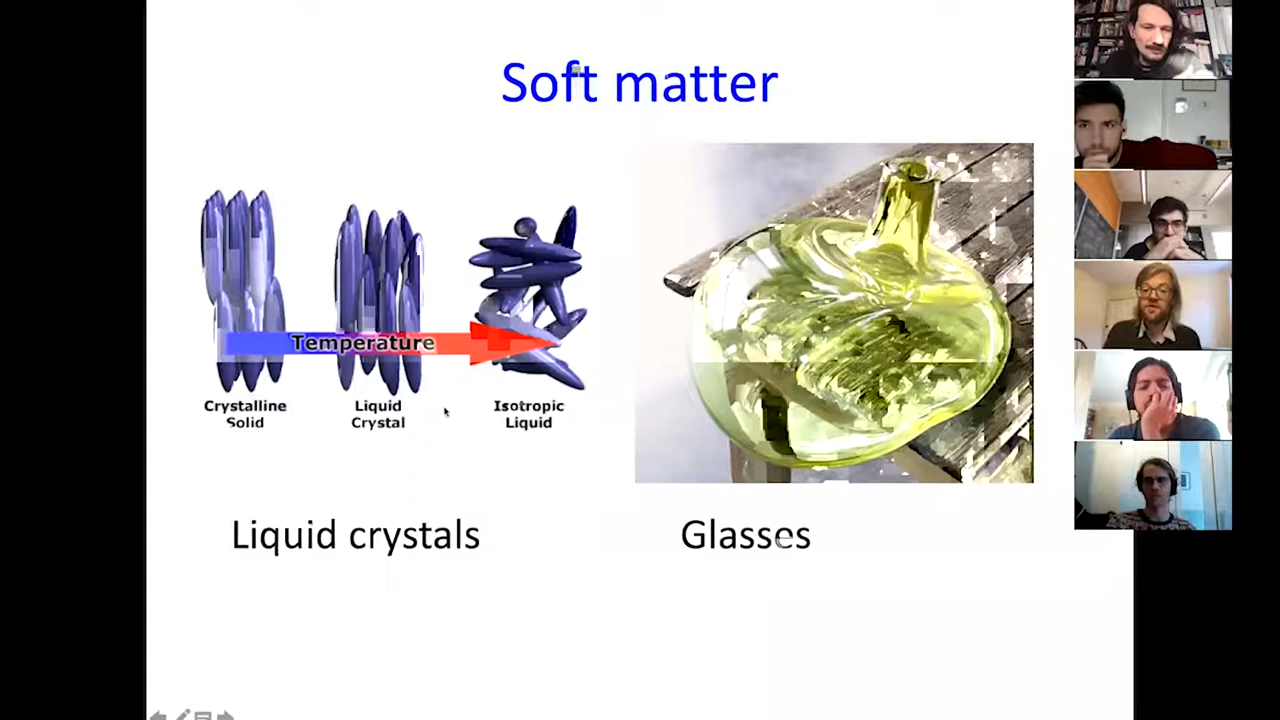 Soft matter
Temperature
Crystalline
Solid
Liquid
Crystal
Isotropic
Liquid
Liquid crystals
Glasses